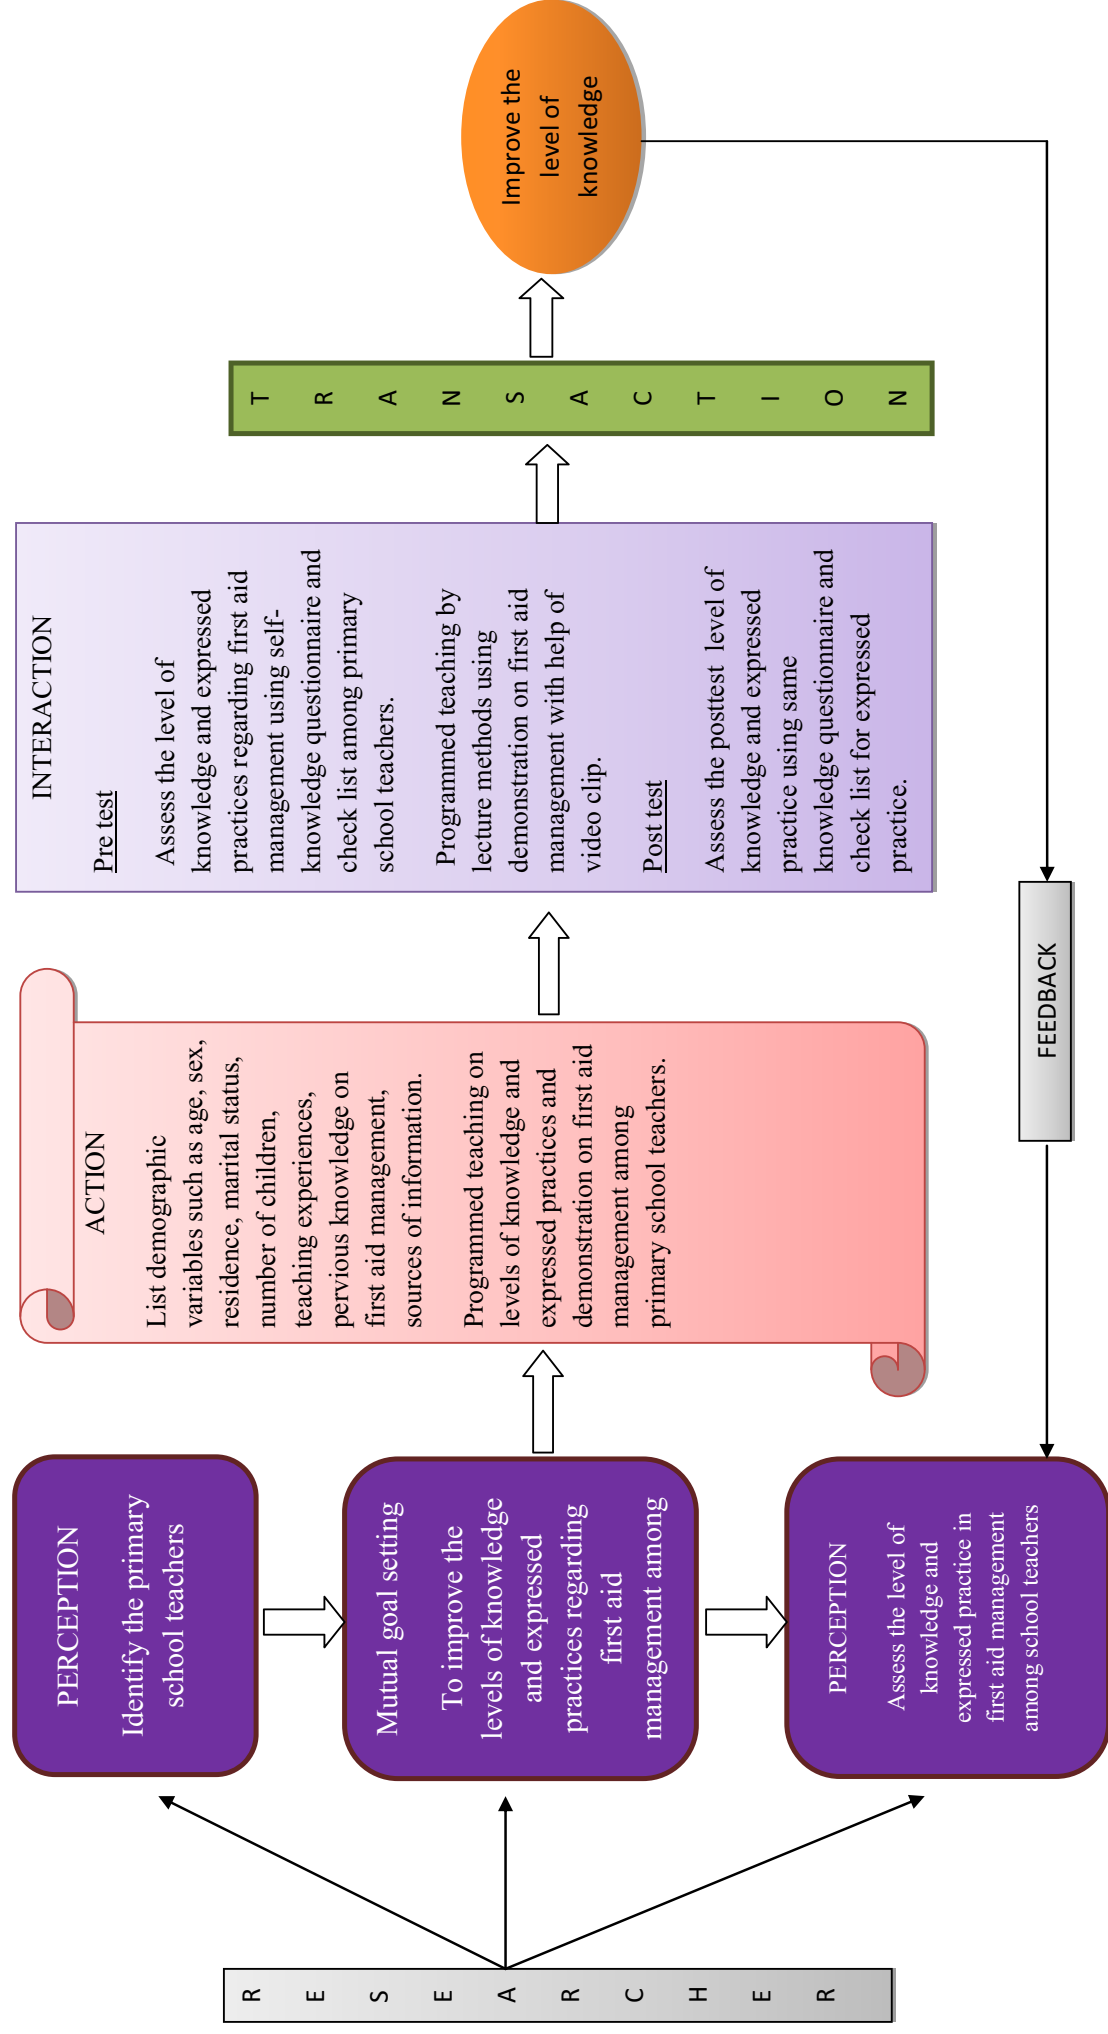 RESEARCHER
PERCEPTION
Identify the primary
school teachers
Mutual goal setting
To improve the
levels of knowledge
and expressed
practices regarding
first aid
management among
PERCEPTION
Assess the level of
knowledge and
expressed practice in
first aid management
among school teachers
ACTION
List demographic
variables such as age, sex,
residence, marital status,
number of children,
teaching experiences,
pervious knowledge on
first aid management,
sources of information.
Programmed teaching on
levels of knowledge and
expressed practices and
demonstration on first aid
management among
primary school teachers.
INTERACTION
Pre test
Assess the level of
knowledge and expressed
practices regarding first aid
management using self-
knowledge questionnaire and
check list among primary
school teachers.
Programmed teaching by
lecture methods using
demonstration on first aid
management with help of
video clip.
Post test
Assess the posttest level of
knowledge and expressed
practice using same
knowledge questionnaire and
check list for expressed
practice.
TRANSACTION
Improve the
level of
knowledge
FEEDBACK